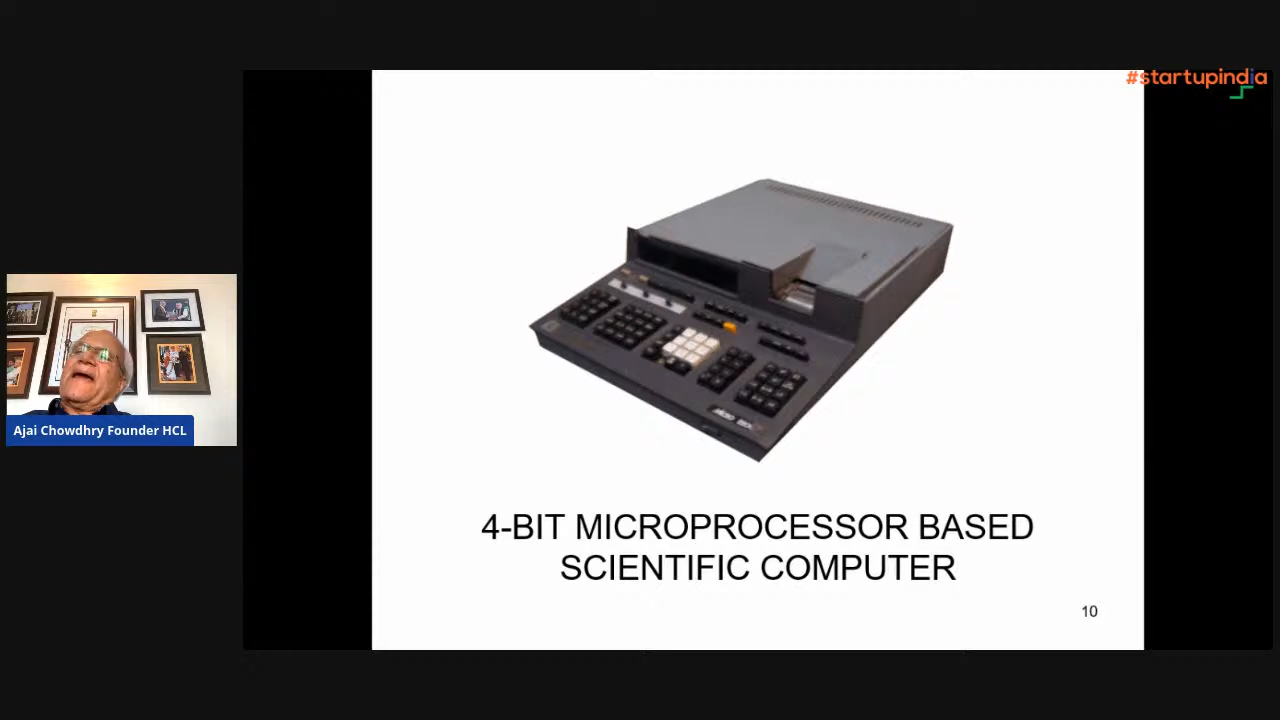 #startupindia
Ajai Chowdhry Founder HCL
4-BIT MICROPROCESSOR BASED
SCIENTIFIC COMPUTER
10